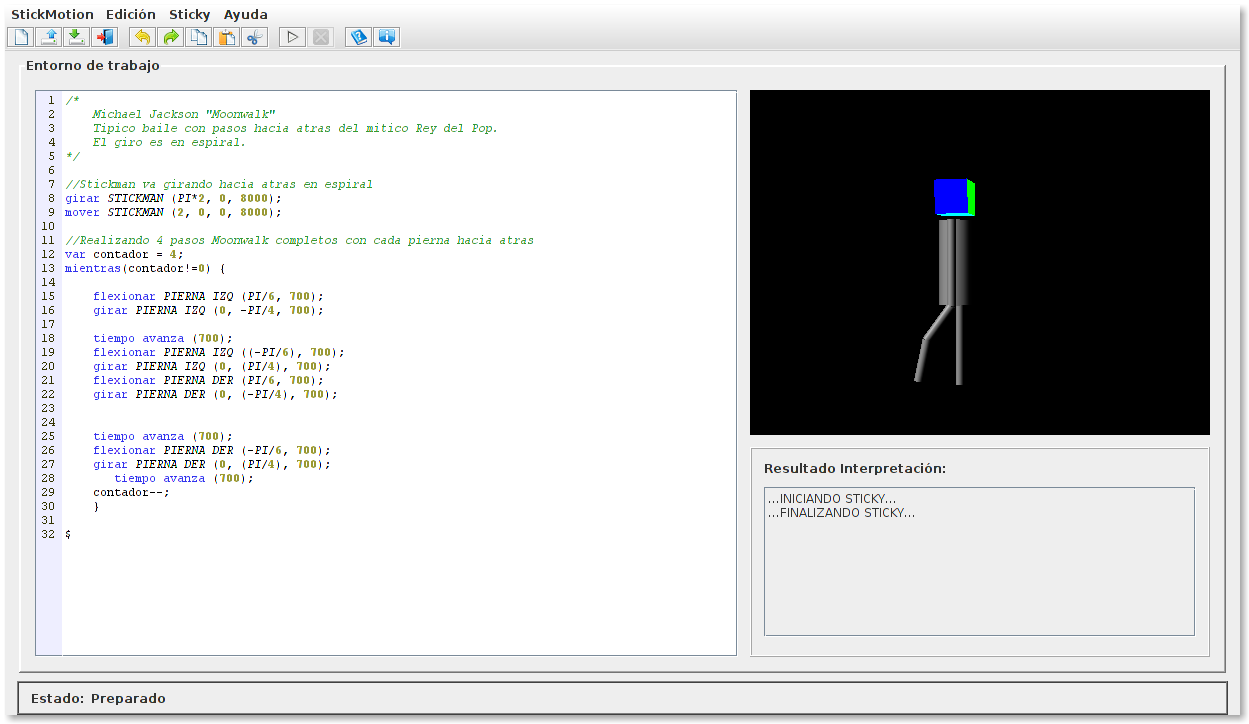 StickMotion Edición Sticky Ayuda
Entorno de trabajo
1 /*
2 Michael Jackson "Moonwalk"
3 Tipico baile con pasos hacia atras del mitico Rey del Pop.
4 El giro es en espiral.
5 */
6
7 //Stickman va girando hacia atras en espiral
8 girar STICKMAN (PI*2, 0, 8000);
9 mover STICKMAN (2, 0, 0, 8000);
10
11 //Realizando 4 pasos Moonwalk completos con cada pierna hacia atras
12 var contador = 4;
13 mientras(contador!=0) {
14
15 flexionar PIERNA IZQ (PI/6, 700);
16 girar PIERNA IZQ (0, -PI/4, 700);
17
18 tiempo avanza (700);
19 flexionar PIERNA IZQ ((-PI/6), 700);
20 girar PIERNA IZQ (0, (PI/4), 700);
21 flexionar PIERNA DER (PI/6, 700);
22 girar PIERNA DER (0, (-PI/4), 700);
23
24
25 tiempo avanza (700);
26 flexionar PIERNA DER (-PI/6, 700);
27 girar PIERNA DER (0, (PI/4), 700);
28 tiempo avanza (700);
29 contador--;
30 }
31
32 $
Resultado Interpretación:
...INICIANDO STICKY...
...FINALIZANDO STICKY...
Estado: Preparado